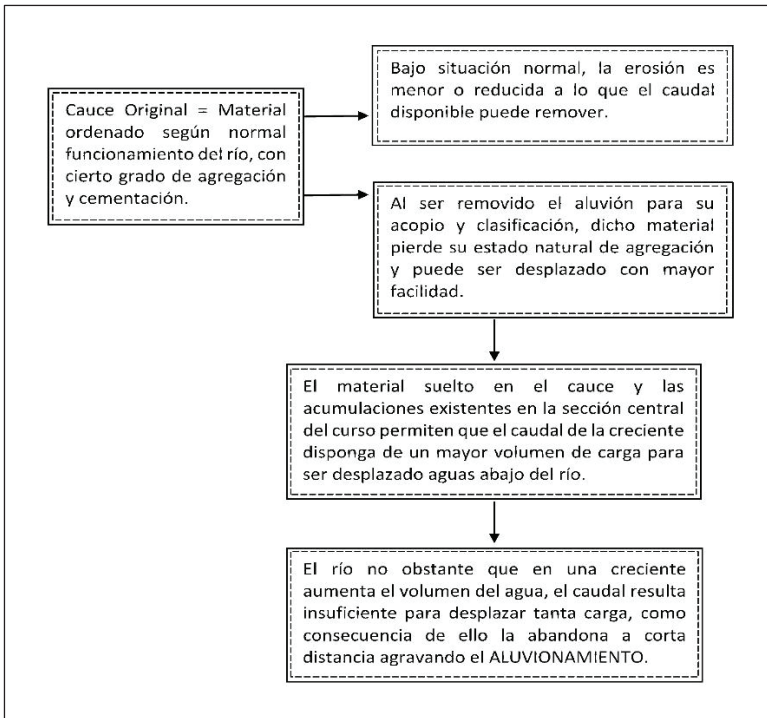 Cauce Original = Material
ordenado según normal
funcionamiento del río, con
cierto grado de agregación
y cementación.
Bajo situación normal, la erosión es
menor o reducida a lo que el caudal
disponible puede remover.
Al ser removido el aluvión para su
acopio y clasificación, dicho material
pierde su estado natural de agregación
y puede ser desplazado con mayor
facilidad.
El material suelto en el cauce y las
acumulaciones existentes en la sección central
del curso permiten que el caudal de la creciente
disponga de un mayor volumen de carga para
ser desplazado aguas abajo del río.
El río no obstante que en una creciente
aumenta el volumen del agua, el caudal resulta
insuficiente para desplazar tanta carga, como
consecuencia de ello la abandona a corta
distancia agravando el ALUVIONAMIENTO.